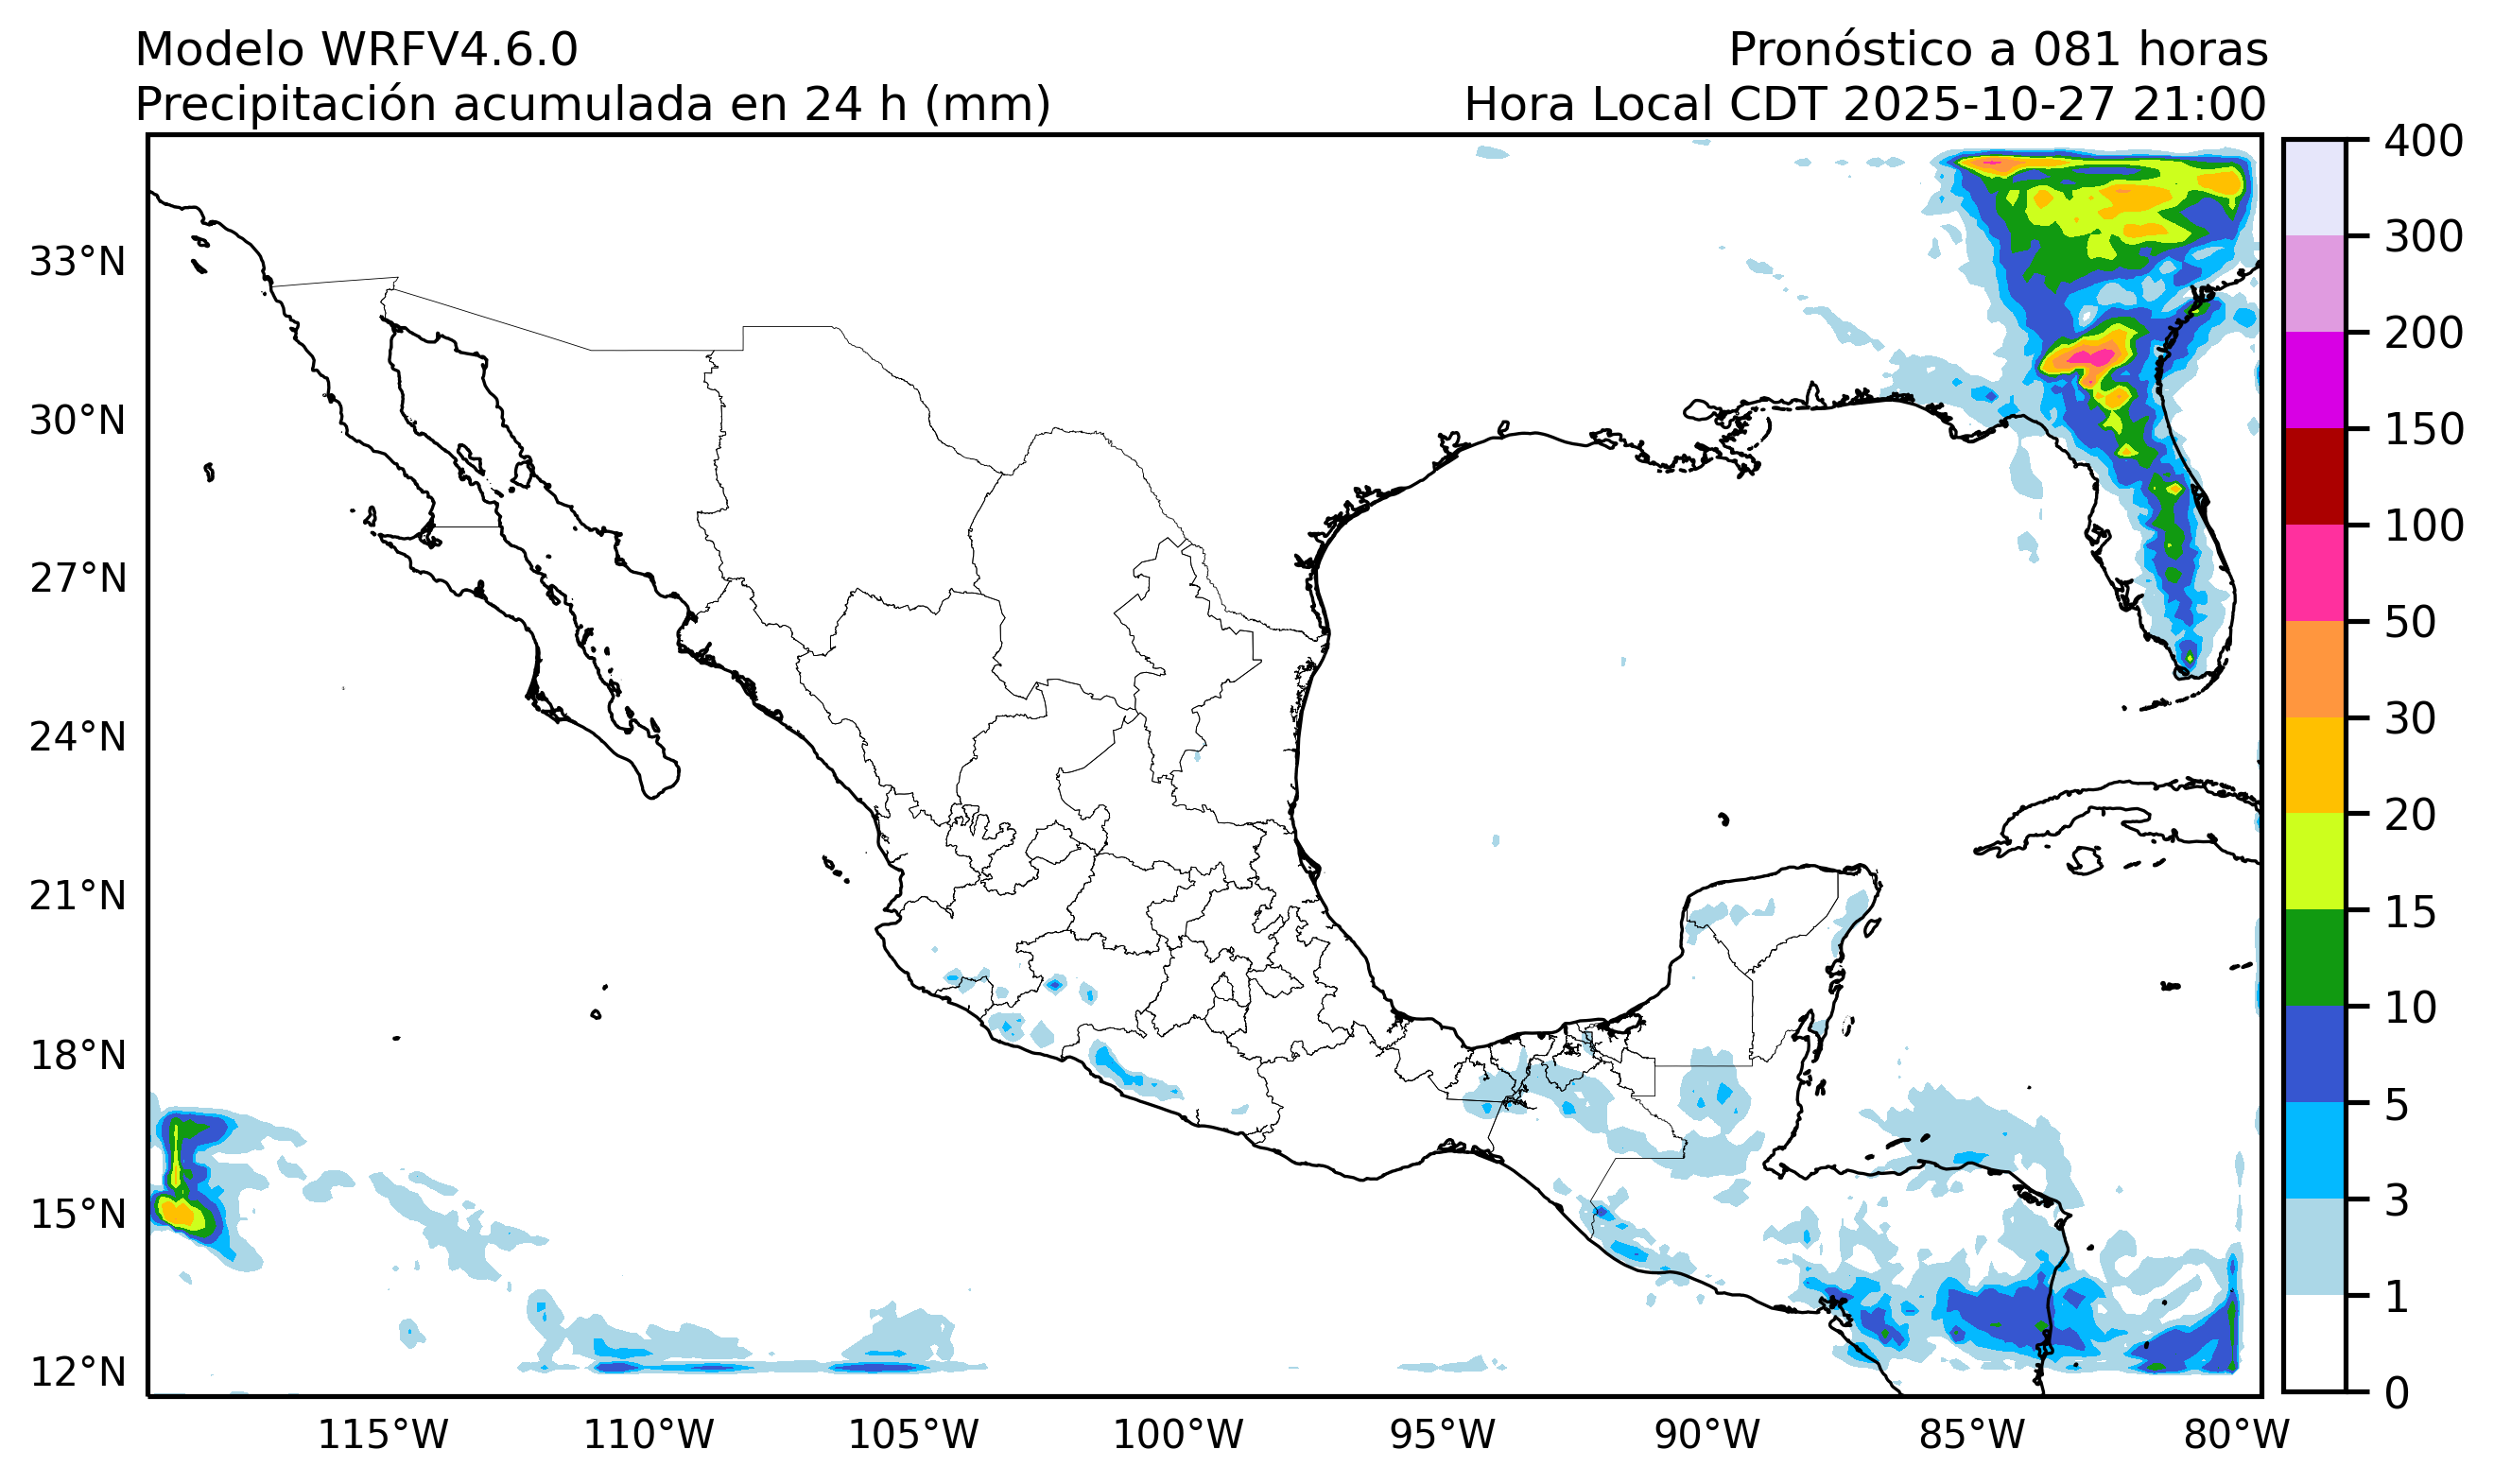 Modelo WRFV4.6.0
Pronóstico a 081 horas
Precipitación acumulada en 24 h (mm)
Hora Local CDT 2025-10-27 21:00
33°N
30°N
27°N
24°N
21°N
18°N
15°N
12°N
115°W
110°W
105°W
100°W
95°W
90°W
85°W
80°W
400
300
200
150
100
50
30
20
15
10
5
3
1
0